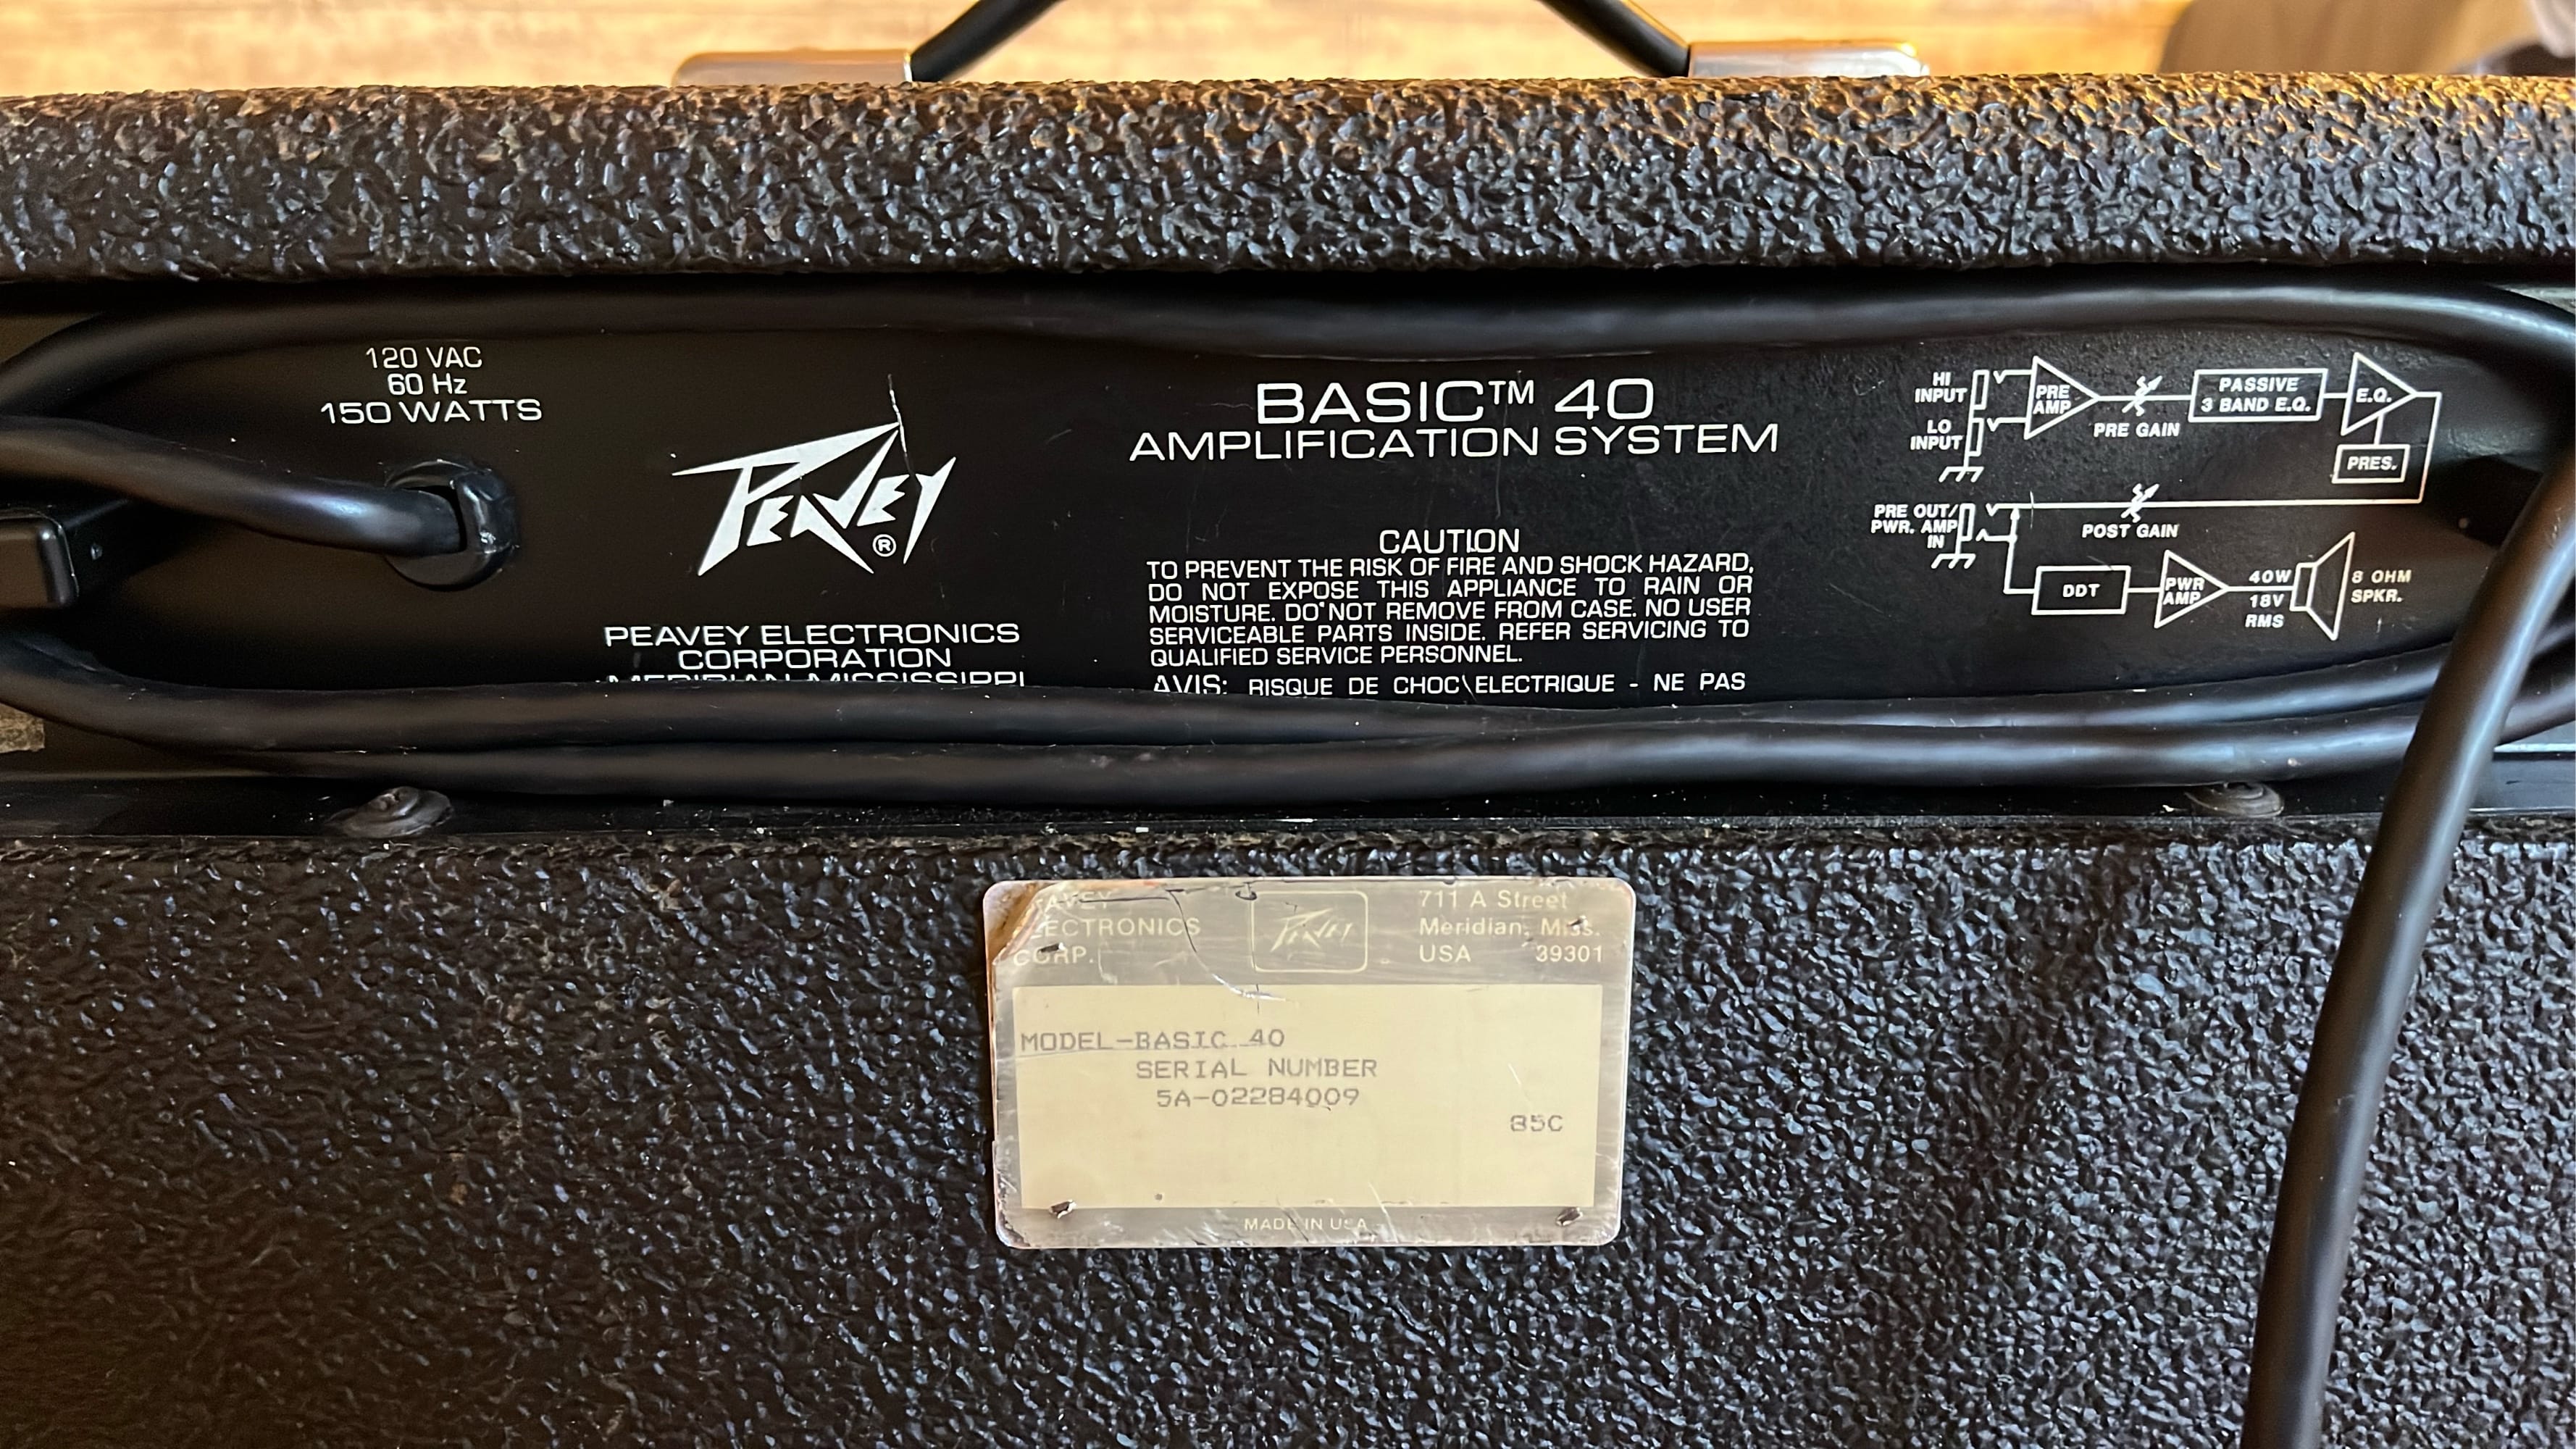 120 VAC
60 Hz
150 WATTS
PEAVEY®
PEAVEY ELECTRONICS
CORPORATION
MERIDIAN, MISSISSIPPI
BASIC™ 40
AMPLIFICATION SYSTEM
CAUTION
TO PREVENT THE RISK OF FIRE AND SHOCK HAZARD,
DO NOT EXPOSE THIS APPLIANCE TO RAIN OR
MOISTURE. DO NOT REMOVE FROM CASE. NO USER
SERVICEABLE PARTS INSIDE. REFER SERVICING TO
QUALIFIED SERVICE PERSONNEL.
AVIS: RISQUE DE CHOC ELECTRIQUE - NE PAS
HI
INPUT
LO
INPUT
PRE
AMP
PRE GAIN
PASSIVE
3 BAND E.Q.
E.Q.
PRES.
PRE OUT/
PWR. AMP
IN
POST GAIN
DDT
PWR
AMP
40W
18V
RMS
8 OHM
SPKR.
PEAVEY
ELECTRONICS
CORP.
PEAVEY
711 A Street
Meridian, Miss.
USA 39301
MODEL-BASIC 40
SERIAL NUMBER
5A-02284009
85C
MADE IN USA